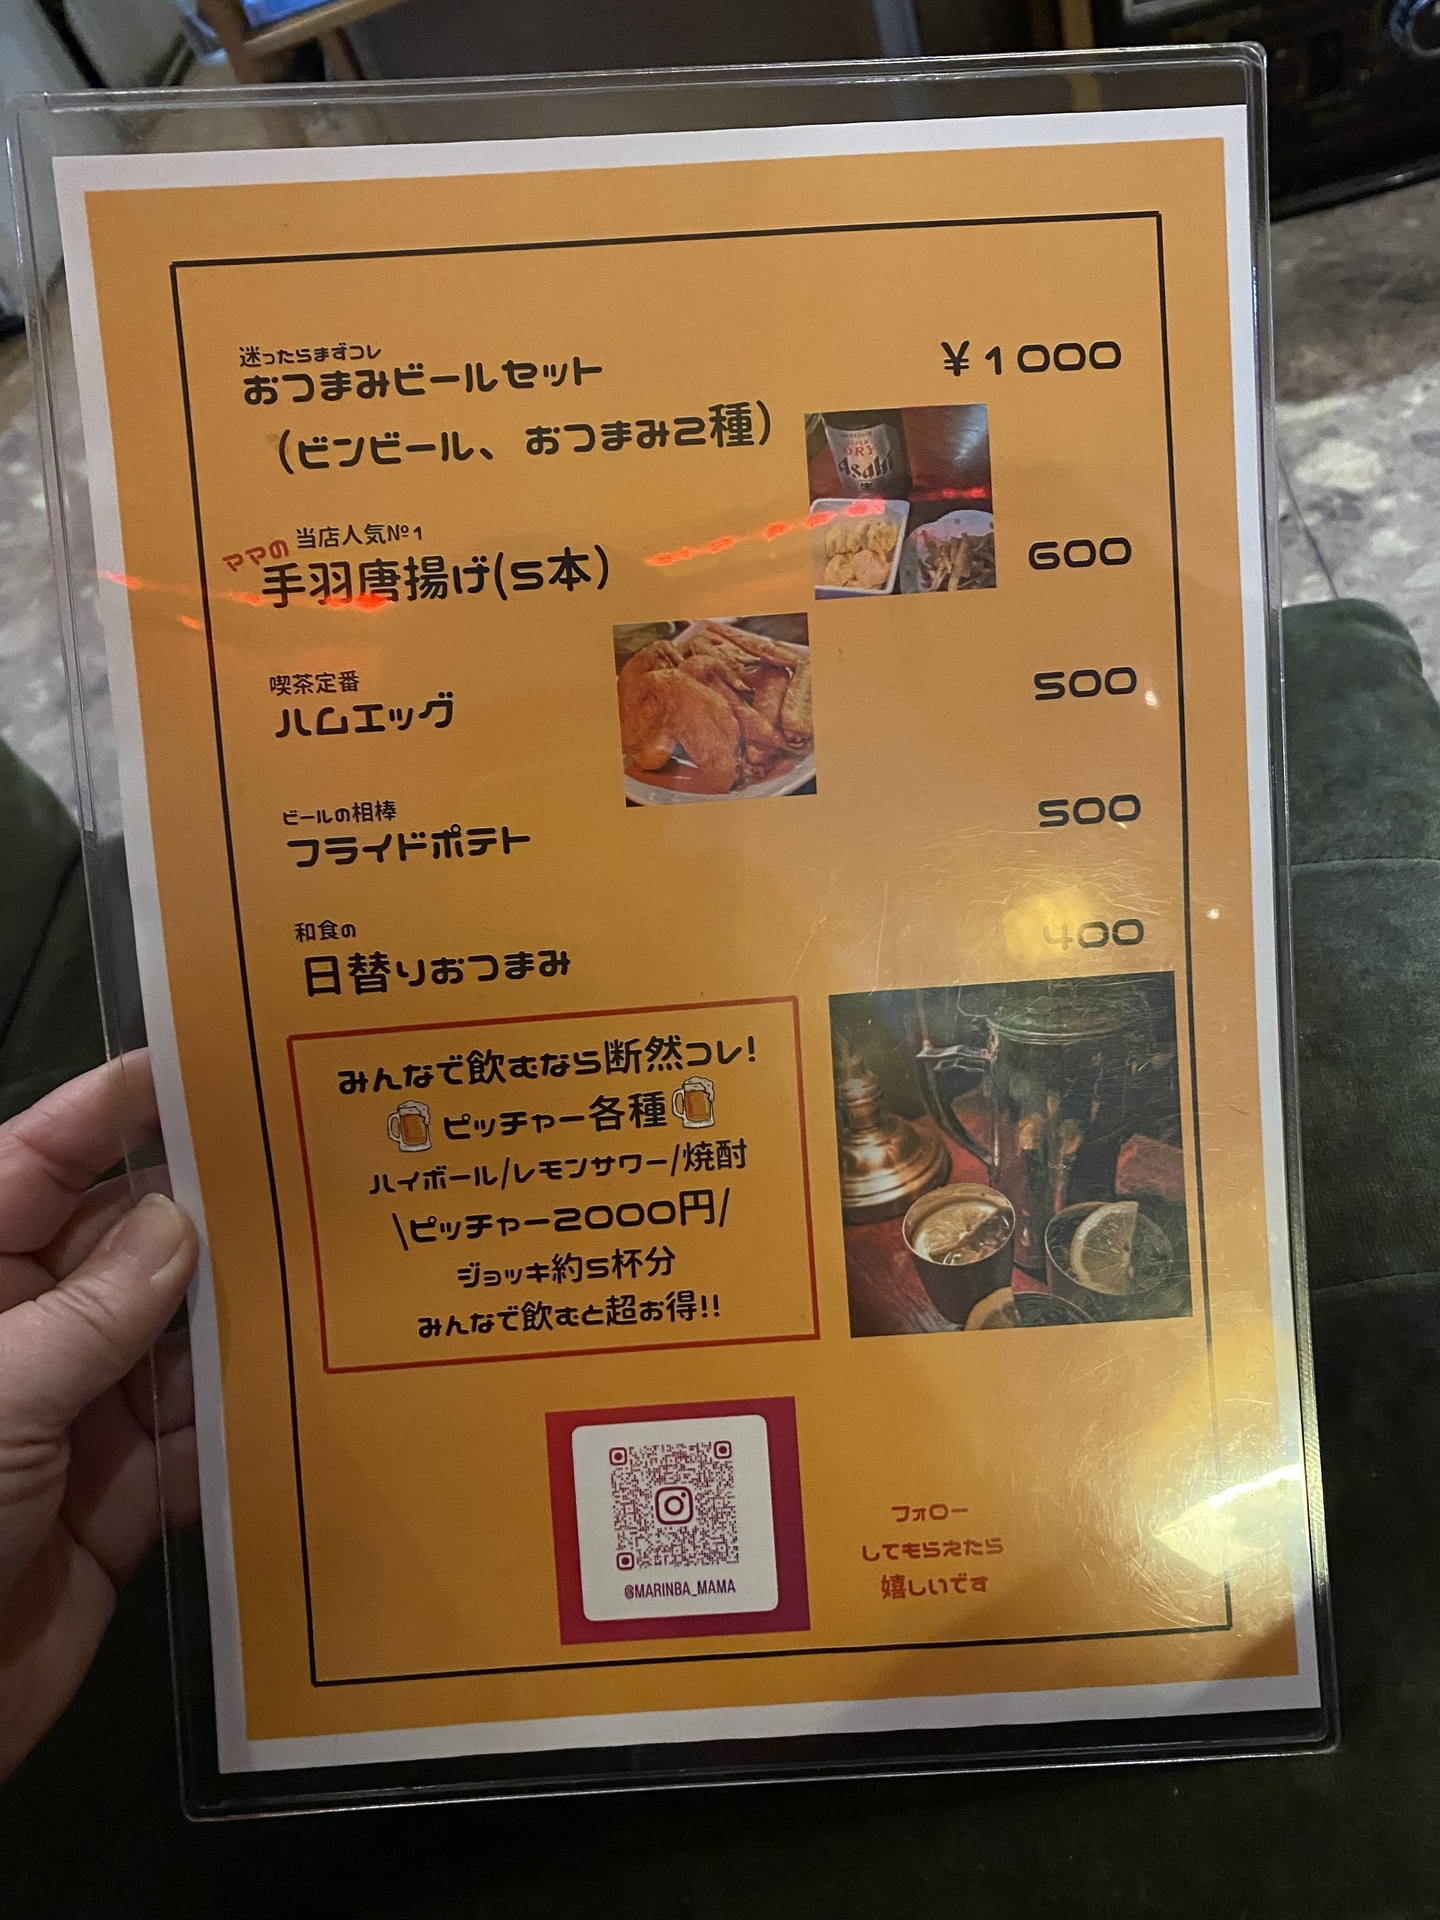 迷ったらまずコレ
おつまみビールセット ¥1000
(ビンビール、おつまみ2種)
DRY
Asahi
ママの 当店人気№1
手羽唐揚げ(5本) 600
喫茶定番
ハムエッグ 500
ビールの相棒
フライドポテト 500
和食の
日替りおつまみ 400
みんなで飲むなら断然コレ!
ピッチャー各種
ハイボール/レモンサワー/焼酎
\ピッチャー2000円/
ジョッキ約5杯分
みんなで飲むと超お得!!
@MARINBA_MAMA
フォロー
してもらえたら
嬉しいです